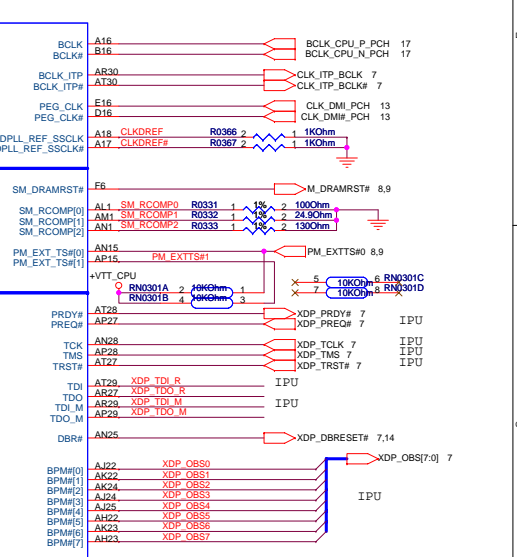 BCLK A16 BCLK_CPU_P_PCH 17
BCLK# B16 BCLK_CPU_N_PCH 17
BCLK_ITP AR30 CLK_ITP_BCLK 7
BCLK_ITP# AT30 CLK_ITP_BCLK# 7
PEG_CLK E16 CLK_DMI_PCH 13
PEG_CLK# D16 CLK_DMI#_PCH 13
DPLL_REF_SSCLK A18 CLKDREF R0366 2 1 1KOhm
DPLL_REF_SSCLK# A17 CLKDREF# R0367 2 1 1KOhm
SM_DRAMRST# F6 M_DRAMRST# 8,9
SM_RCOMP[0] AL1 SM_RCOMP0 R0331 1 1% 2 100Ohm
SM_RCOMP[1] AM1 SM_RCOMP1 R0332 1 1% 2 24.9Ohm
SM_RCOMP[2] AN1 SM_RCOMP2 R0333 1 1% 2 130Ohm
PM_EXT_TS#[0] AN15 PM_EXTTS#0 8,9
PM_EXT_TS#[1] AP15 PM_EXTTS#1
+VTT_CPU
RN0301A 2 10KOhm 1 5 10KOhm 6 RN0301C
RN0301B 4 10KOhm 3 7 10KOhm 8 RN0301D
PRDY# AT28 XDP_PRDY# 7
PREQ# AP27 XDP_PREQ# 7 IPU
TCK AN28 XDP_TCLK 7 IPU
TMS AP28 XDP_TMS 7 IPU
TRST# AT27 XDP_TRST# 7 IPU
TDI AT29 XDP_TDI_R IPU
TDO AR27 XDP_TDO_R
TDI_M AR29 XDP_TDI_M IPU
TDO_M AP29 XDP_TDO_M
DBR# AN25 XDP_DBRESET# 7,14
XDP_OBS[7:0] 7
BPM#[0] AJ22 XDP_OBS0
BPM#[1] AK22 XDP_OBS1
BPM#[2] AK24 XDP_OBS2
BPM#[3] AJ24 XDP_OBS3 IPU
BPM#[4] AJ25 XDP_OBS4
BPM#[5] AH22 XDP_OBS5
BPM#[6] AK23 XDP_OBS6
BPM#[7] AH23 XDP_OBS7